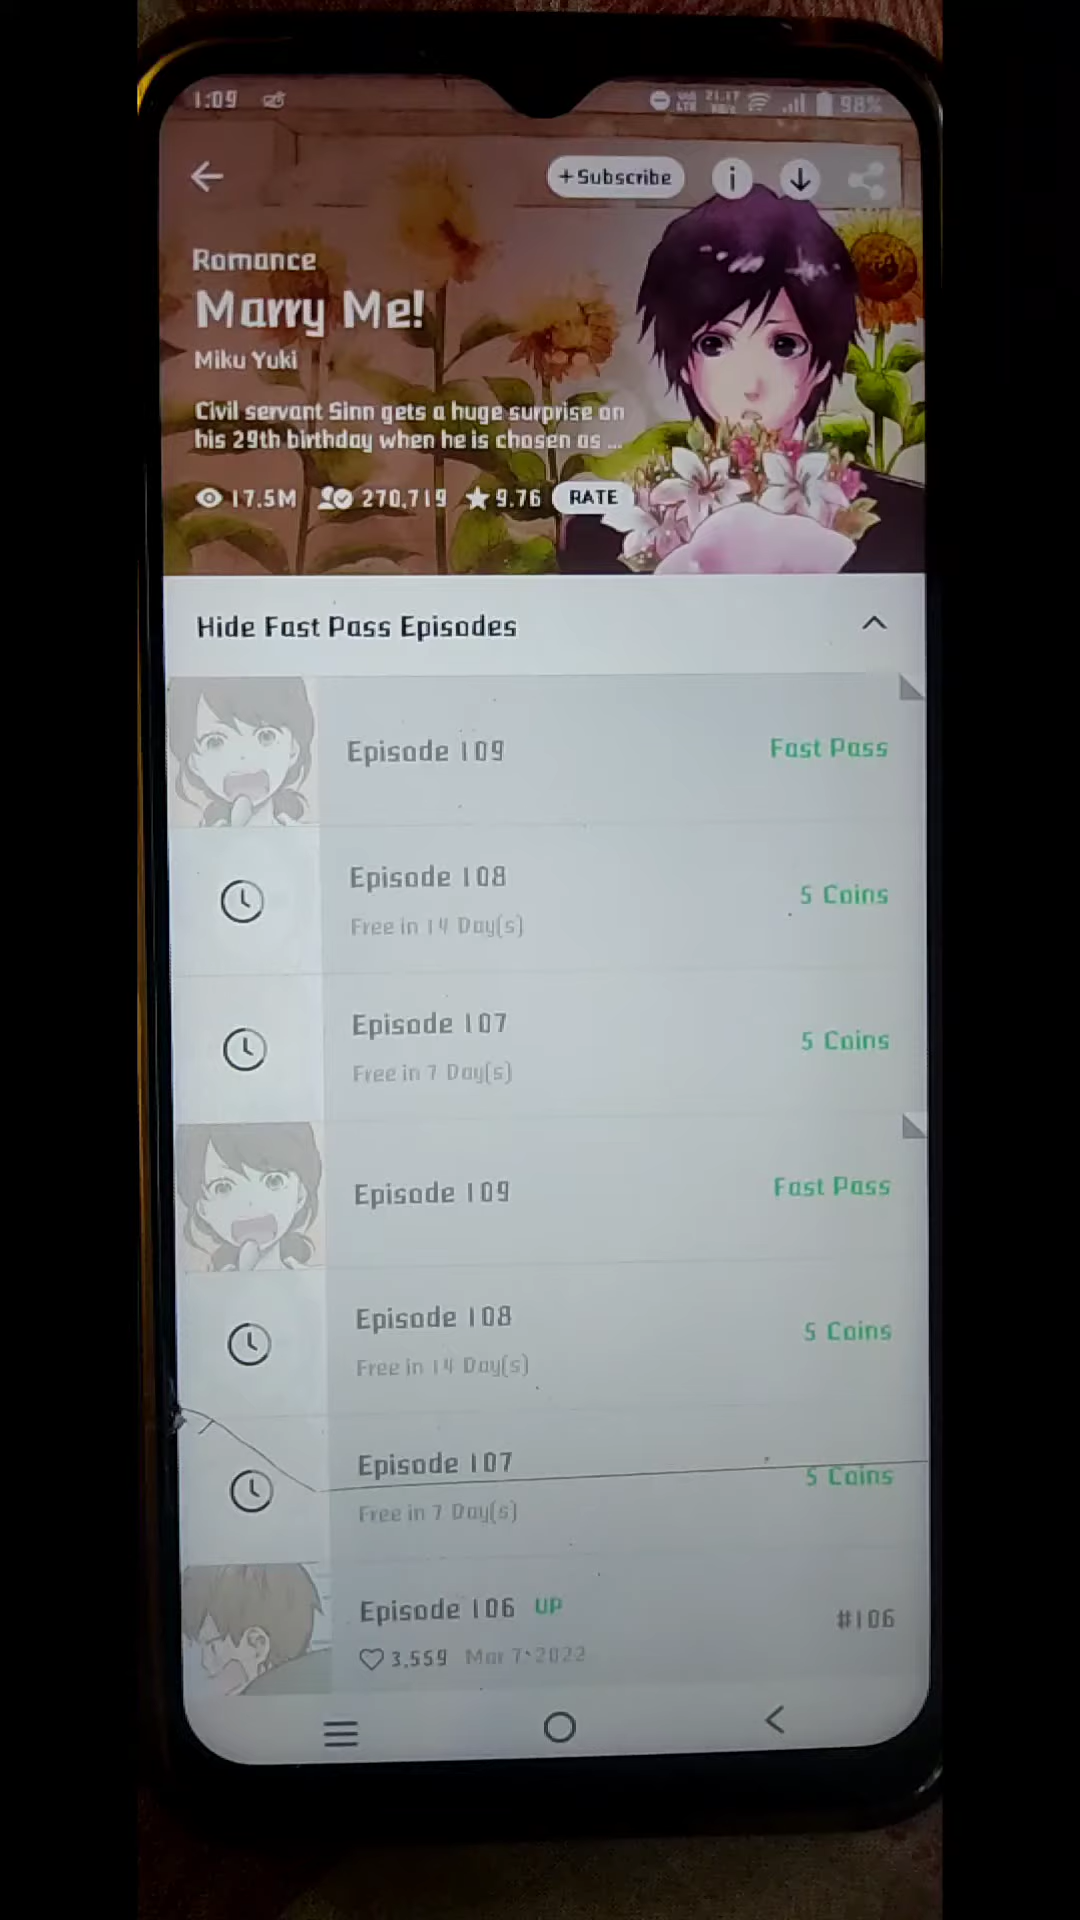 1:09
98%
+Subscribe
Romance
Marry Me!
Miku Yuki
Civil servant Sinn gets a huge surprise on
his 29th birthday when he is chosen as ...
17.5M 270,719 9.76 RATE
Hide Fast Pass Episodes
Episode 109
Fast Pass
Episode 108
Free in 14 Day(s)
5 Coins
Episode 107
Free in 7 Day(s)
5 Coins
Episode 109
Fast Pass
Episode 108
Free in 14 Day(s)
5 Coins
Episode 107
Free in 7 Day(s)
5 Coins
Episode 106 UP
3,559 Mar 7, 2022
#106